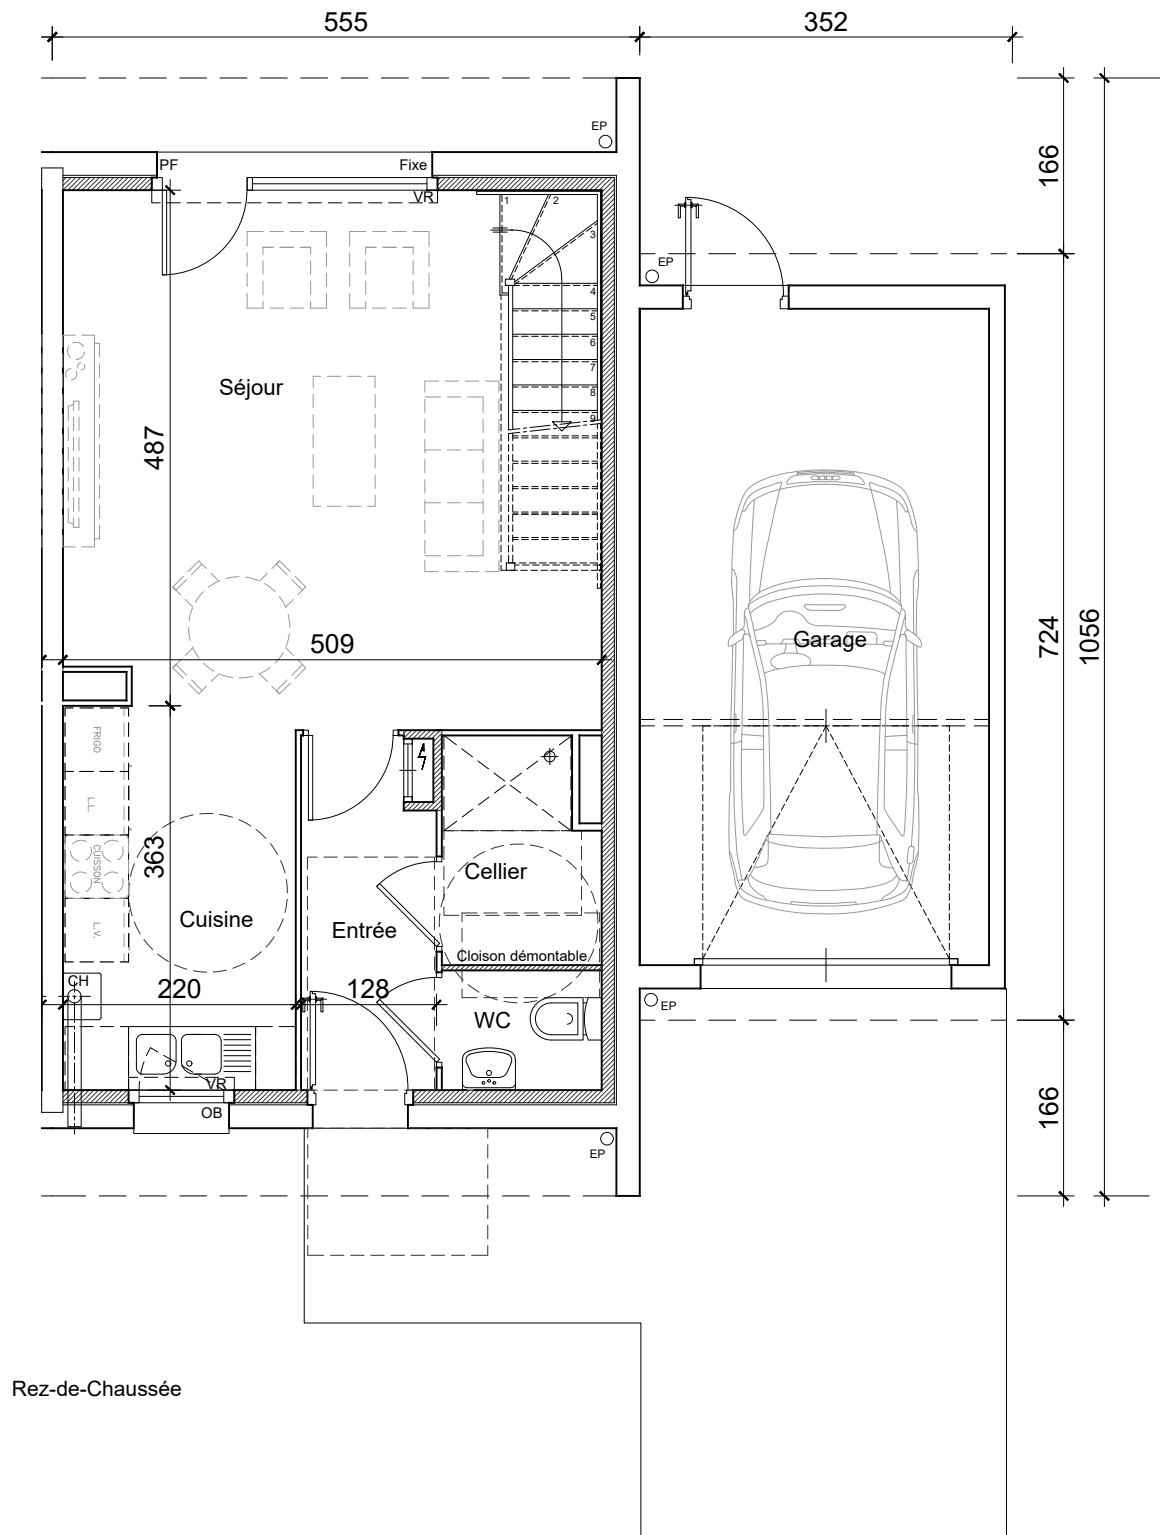 555
352
EP
PF
Fixe
VR
166
1
2
3
EP
4
5
6
7
8
9
Séjour
487
509
Garage
724
1056
FRIGO
L.L.
CUISSON
L.V.
363
Cellier
Cuisine
Entrée
Cloison démontable
CH
220
128
WC
EP
VR
OB
166
EP
Rez-de-Chaussée